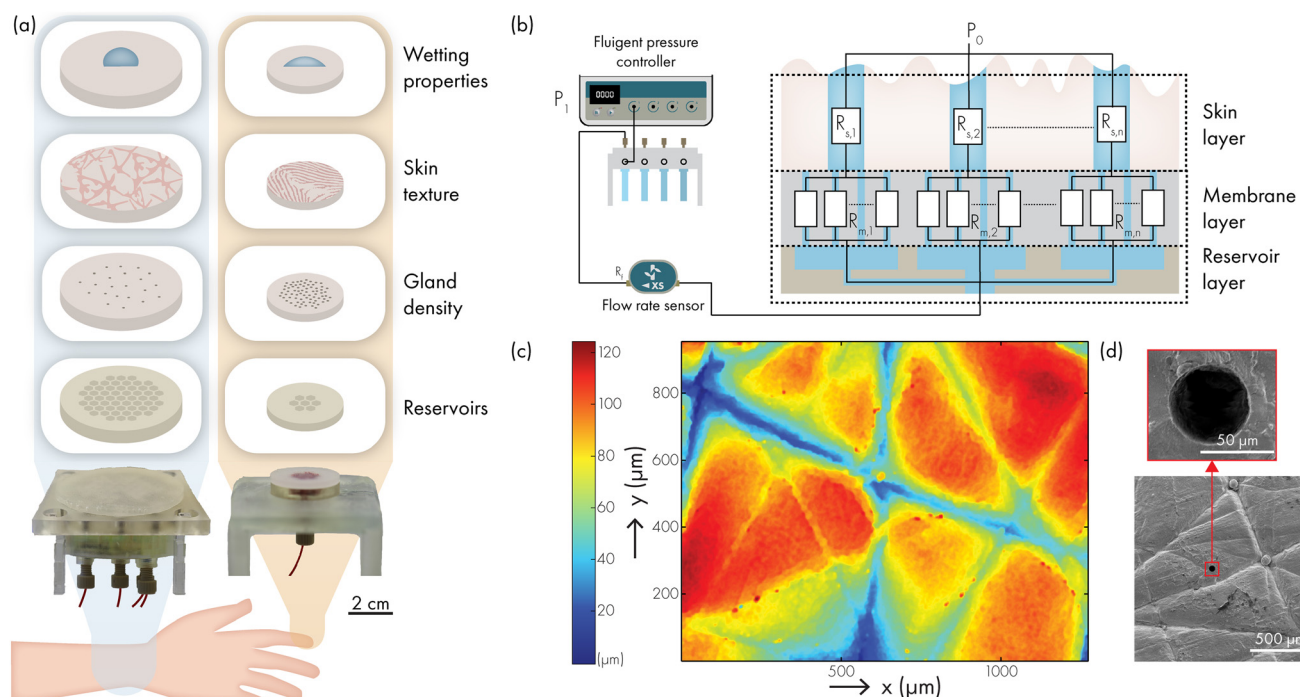 (a)
Wetting
properties
Skin
texture
Gland
density
Reservoirs
2 cm
(b)
Fluigent pressure
controller
P1
0000
Rf
XS
Flow rate sensor
P0
Rs,1
Rs,2
Rs,n
Rm,1
Rm,2
Rm,n
Skin
layer
Membrane
layer
Reservoir
layer
(c)
120
100
80
60
40
20
(μm)
800
600
400
200
y (μm)
500
1000
x (μm)
(d)
50 μm
500 μm